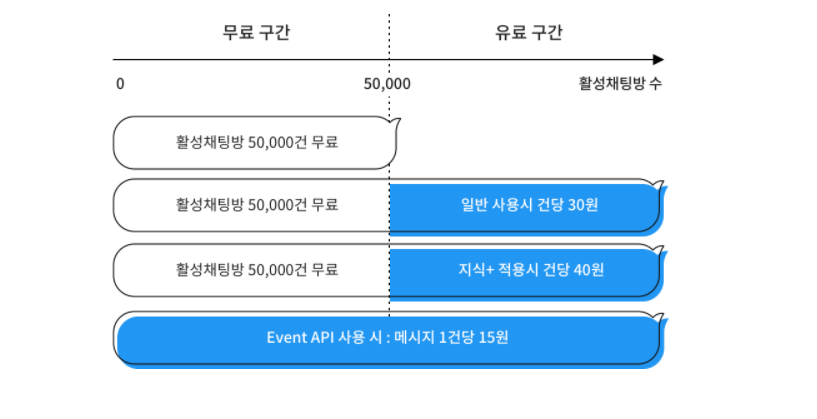 무료 구간
유료 구간
0
50,000
활성채팅방 수
활성채팅방 50,000건 무료
활성채팅방 50,000건 무료
일반 사용시 건당 30원
활성채팅방 50,000건 무료
지식+ 적용시 건당 40원
Event API 사용 시 : 메시지 1건당 15원